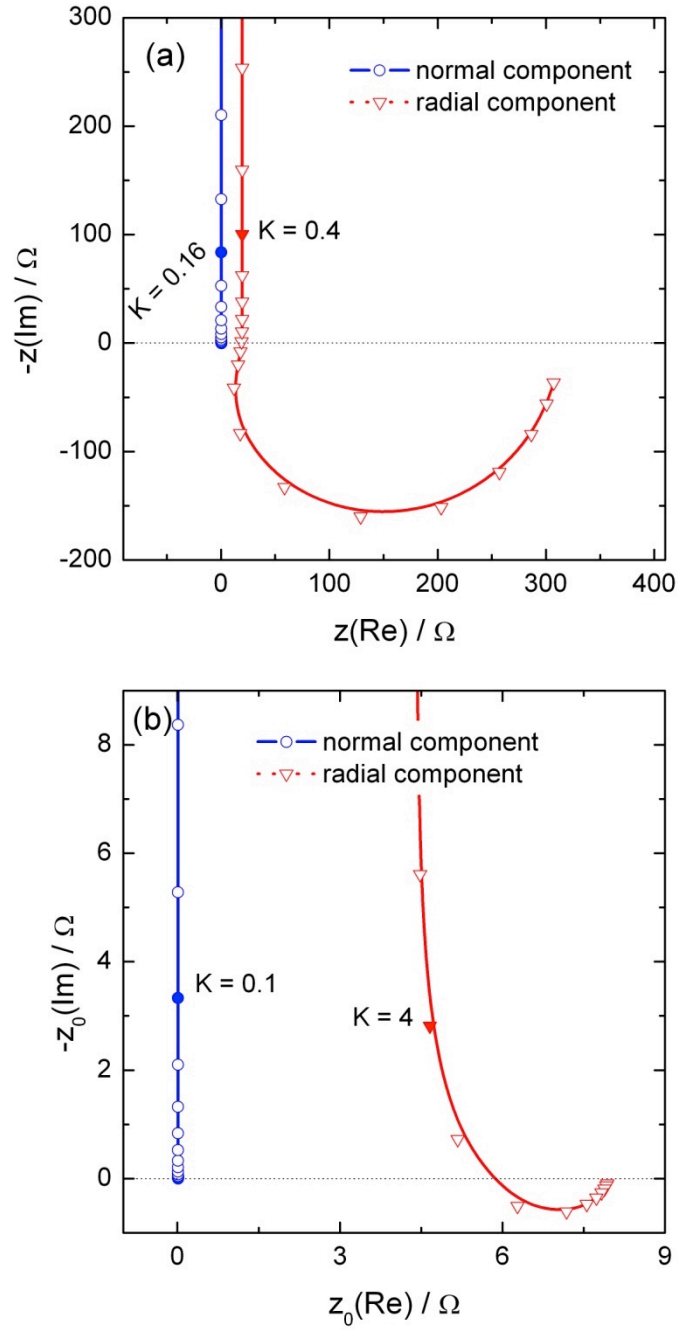 300
(a)
normal component
radial component
200
100
K = 0.4
K = 0.16
0
-100
-200
0
100
200
300
400
-z(Im) / Ω
z(Re) / Ω
(b)
normal component
radial component
8
6
4
K = 0.1
K = 4
2
0
0
3
6
9
-z₀(Im) / Ω
z₀(Re) / Ω